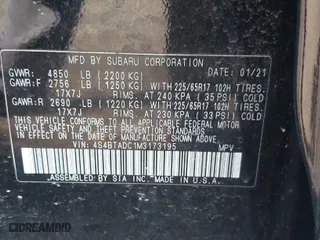 MFD BY SUBARU CORPORATION 01/21
GVWR: 4850 LB (2200 KG)
GAWR:F 2756 LB (1250 KG) WITH 225/65R17 102H TIRES.
17X7J RIMS. AT 240 KPA (35 PSI) COLD
GAWR:R 2690 LB (1220 KG) WITH 225/65R17 102H TIRES.
17X7J RIMS. AT 230 KPA (33 PSI) COLD
THIS VEHICLE CONFORMS TO ALL APPLICABLE FEDERAL MOTOR
VEHICLE SAFETY, BUMPER, AND THEFT PREVENTION STANDARDS
IN EFFECT ON THE DATE OF MANUFACTURE SHOWN ABOVE.
VIN: 4S4BTADC1M3173195 MPV
ASSEMBLED BY SIA INC. MADE IN U.S.A.